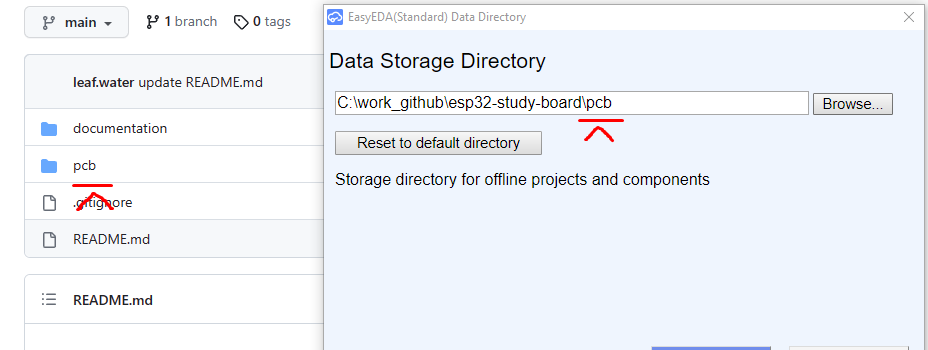 main
1 branch
0 tags
leaf.water update README.md
documentation
pcb
.gitignore
README.md
README.md
EasyEDA(Standard) Data Directory
Data Storage Directory
C:\work_github\esp32-study-board\pcb
Browse...
Reset to default directory
Storage directory for offline projects and components